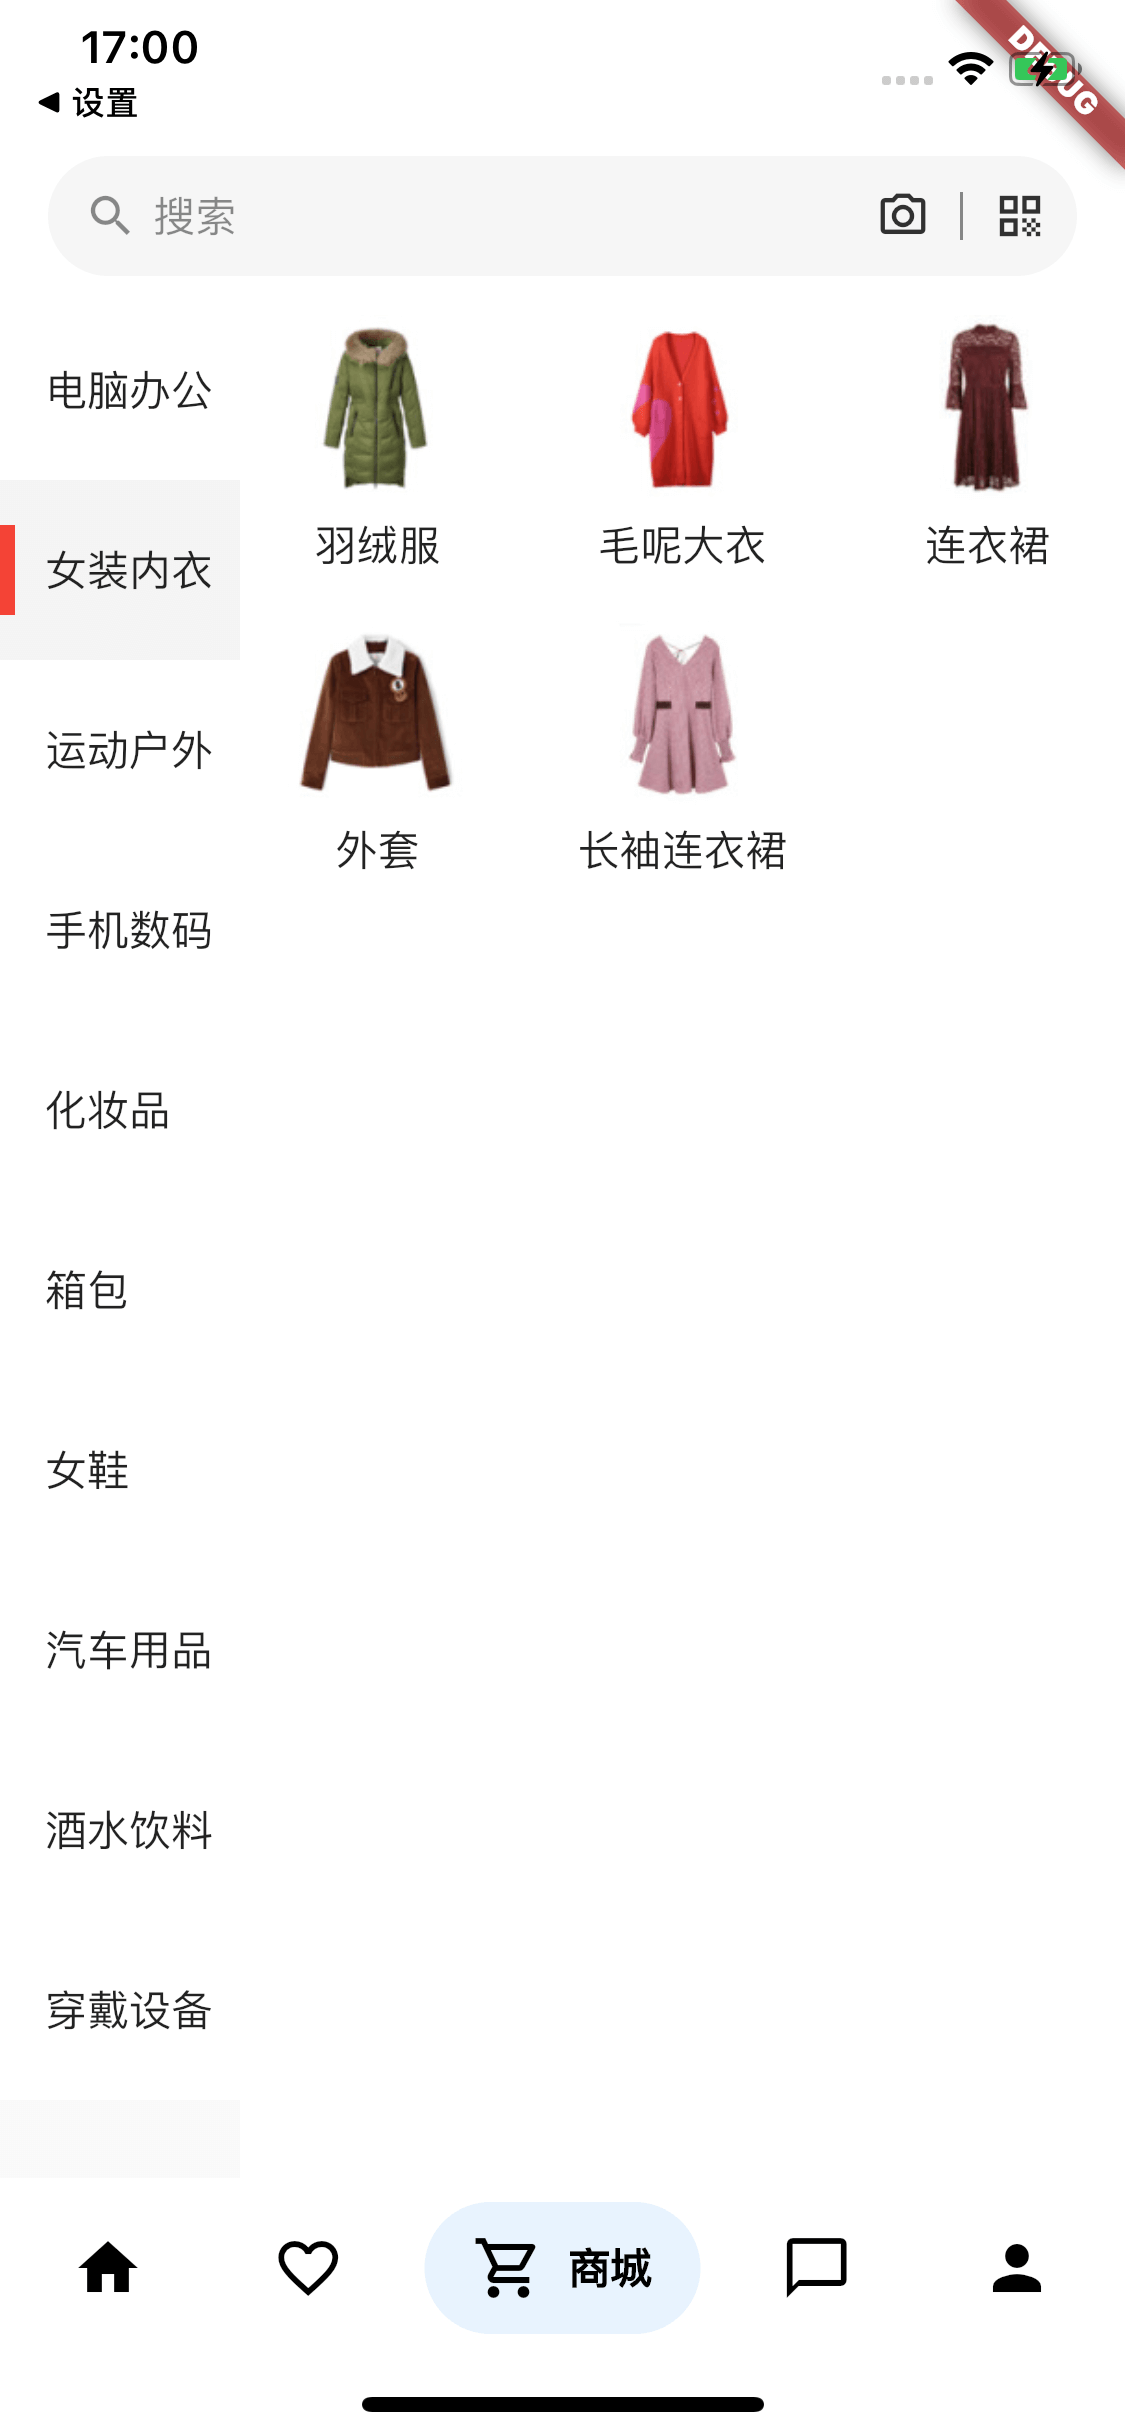 17:00
◀ 设置
DEBUG
搜索
电脑办公
女装内衣
运动户外
手机数码
化妆品
箱包
女鞋
汽车用品
酒水饮料
穿戴设备
羽绒服
毛呢大衣
连衣裙
外套
长袖连衣裙
商城